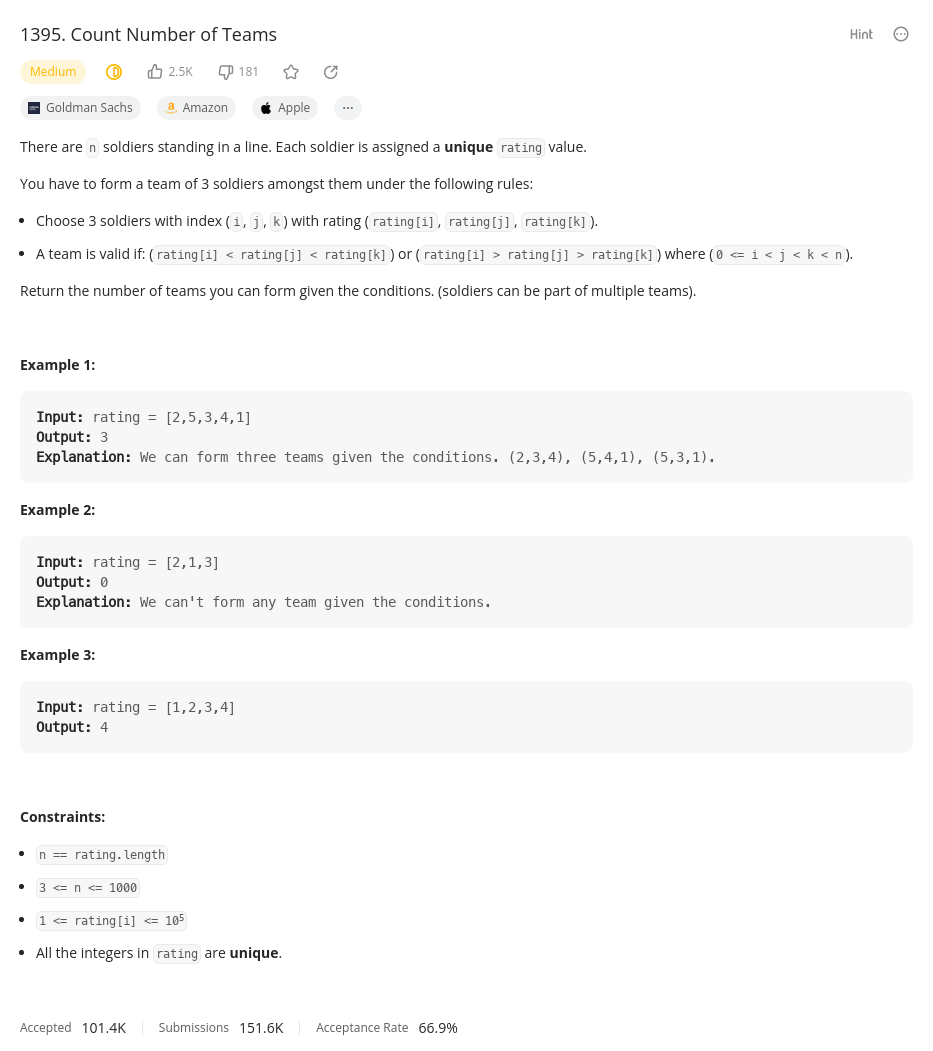 1395. Count Number of Teams
Hint
Medium
2.5K
181
Goldman Sachs
Amazon
Apple
There are n soldiers standing in a line. Each soldier is assigned a unique rating value.
You have to form a team of 3 soldiers amongst them under the following rules:
• Choose 3 soldiers with index (i, j, k) with rating (rating[i], rating[j], rating[k]).
• A team is valid if: (rating[i] < rating[j] < rating[k]) or (rating[i] > rating[j] > rating[k]) where (0 <= i < j < k < n).
Return the number of teams you can form given the conditions. (soldiers can be part of multiple teams).
Example 1:
Input: rating = [2,5,3,4,1]
Output: 3
Explanation: We can form three teams given the conditions. (2,3,4), (5,4,1), (5,3,1).
Example 2:
Input: rating = [2,1,3]
Output: 0
Explanation: We can't form any team given the conditions.
Example 3:
Input: rating = [1,2,3,4]
Output: 4
Constraints:
• n == rating.length
• 3 <= n <= 1000
• 1 <= rating[i] <= 10⁵
• All the integers in rating are unique.
Accepted 101.4K Submissions 151.6K Acceptance Rate 66.9%